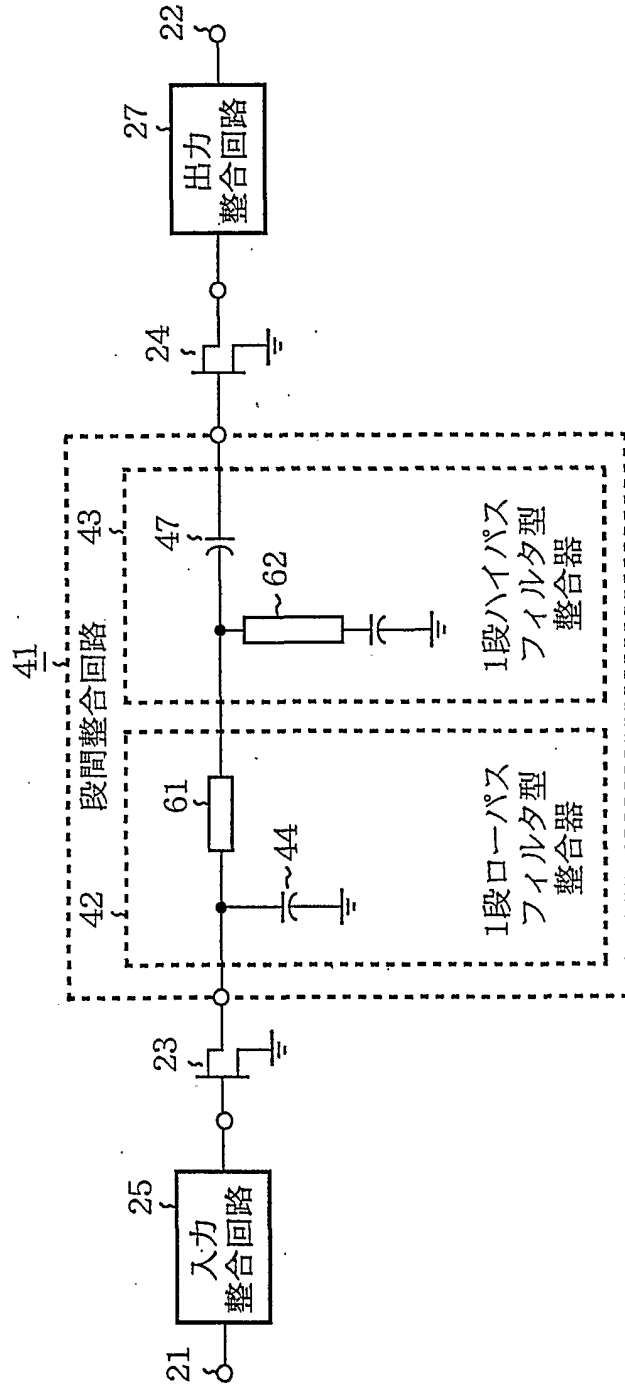 41
段間整合回路
42
43
21
25
入力
整合回路
23
44
61
1段ローパス
フィルタ型
整合器
62
47
1段ハイパス
フィルタ型
整合器
24
27
出力
整合回路
22